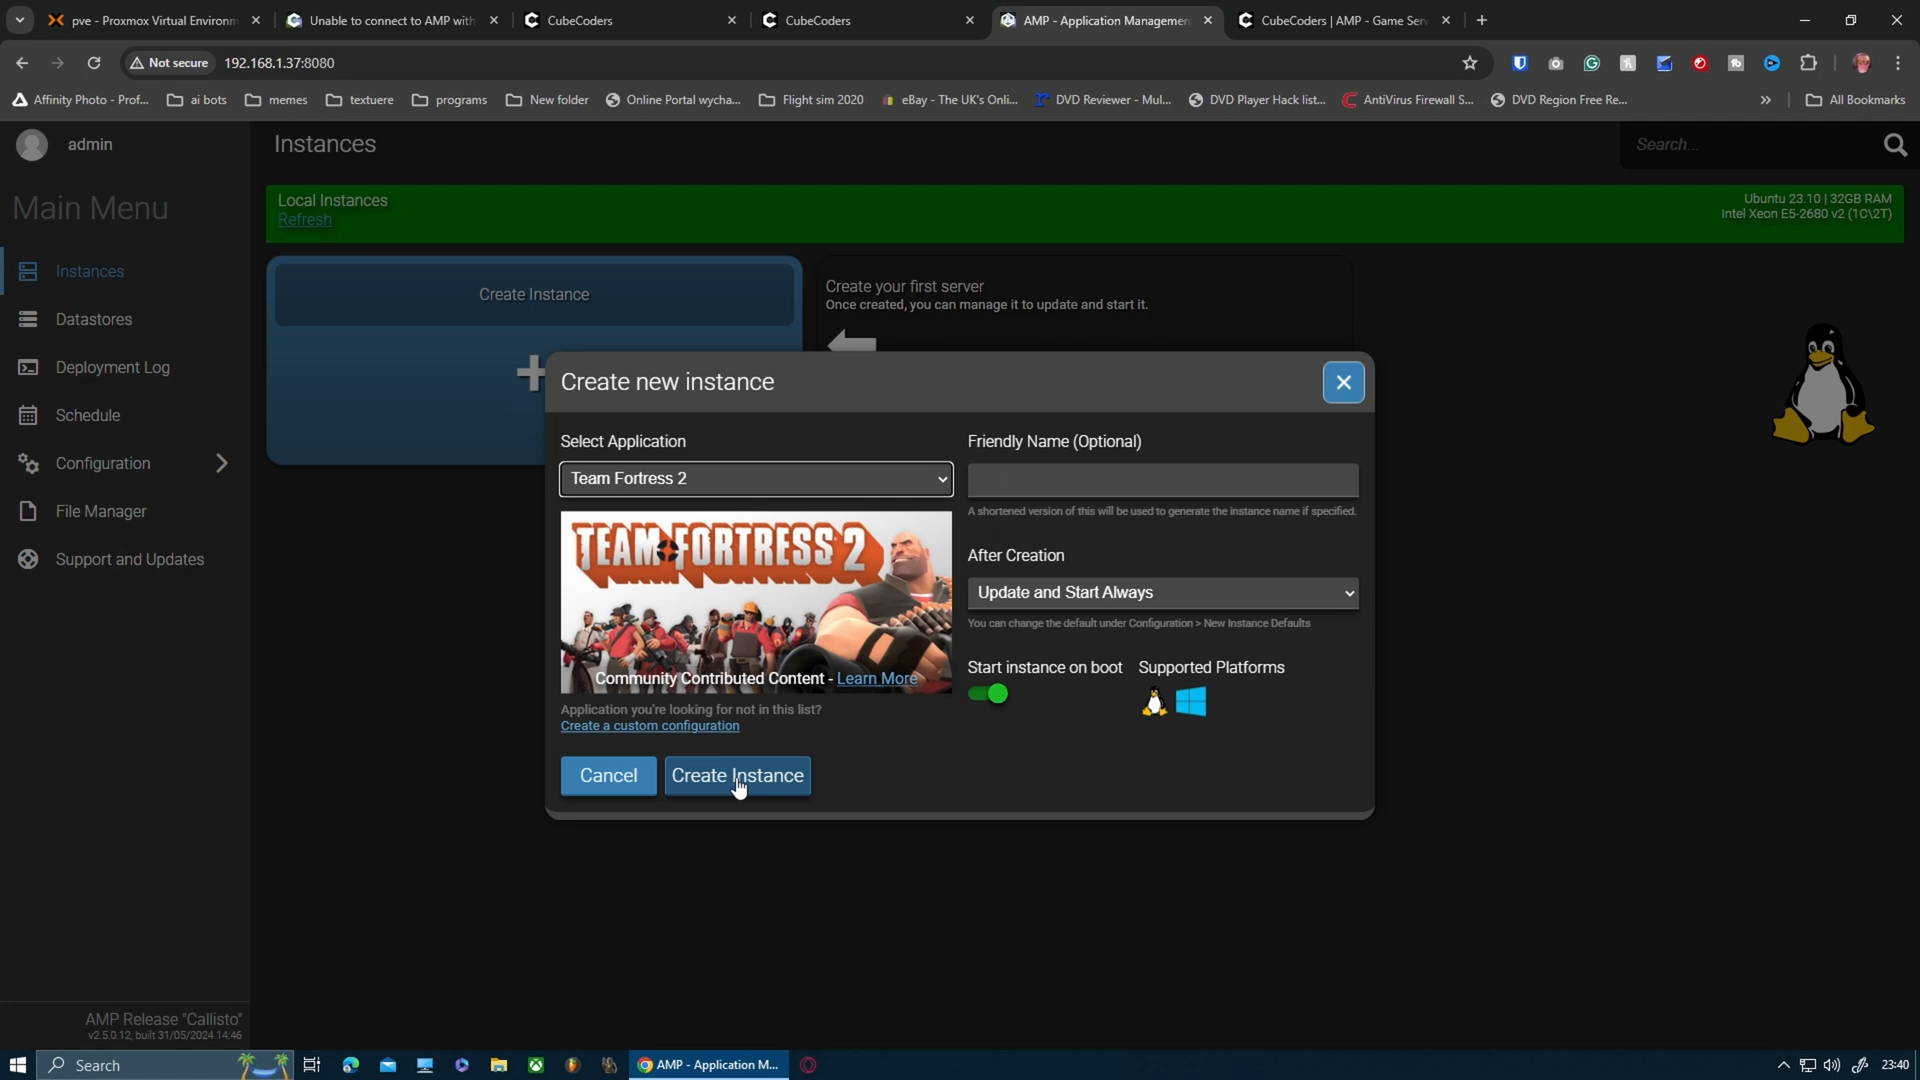 pve - Proxmox Virtual Environm
Unable to connect to AMP with
CubeCoders
CubeCoders
AMP - Application Managemen
CubeCoders | AMP - Game Serv
Not secure
192.168.1.37:8080
Affinity Photo - Prof...
ai bots
memes
textuere
programs
New folder
Online Portal wycha...
Flight sim 2020
eBay - The UK's Onli...
DVD Reviewer - Mul...
DVD Player Hack list...
AntiVirus Firewall S...
DVD Region Free Re...
»
All Bookmarks
admin
Instances
Search...
Main Menu
Local Instances
Refresh
Ubuntu 23.10 | 32GB RAM
Intel Xeon E5-2680 v2 (1C\2T)
Instances
Datastores
Deployment Log
Schedule
Configuration
File Manager
Support and Updates
Create Instance
Create your first server
Once created, you can manage it to update and start it.
Create new instance
Select Application
Team Fortress 2
TEAM FORTRESS 2
Community Contributed Content - Learn More
Application you're looking for not in this list?
Create a custom configuration
Friendly Name (Optional)
A shortened version of this will be used to generate the instance name if specified.
After Creation
Update and Start Always
You can change the default under Configuration > New Instance Defaults
Start instance on boot
Supported Platforms
Cancel
Create Instance
AMP Release "Callisto"
v2.5.0.12, built 31/05/2024 14:46
Search
AMP - Application M...
23:40